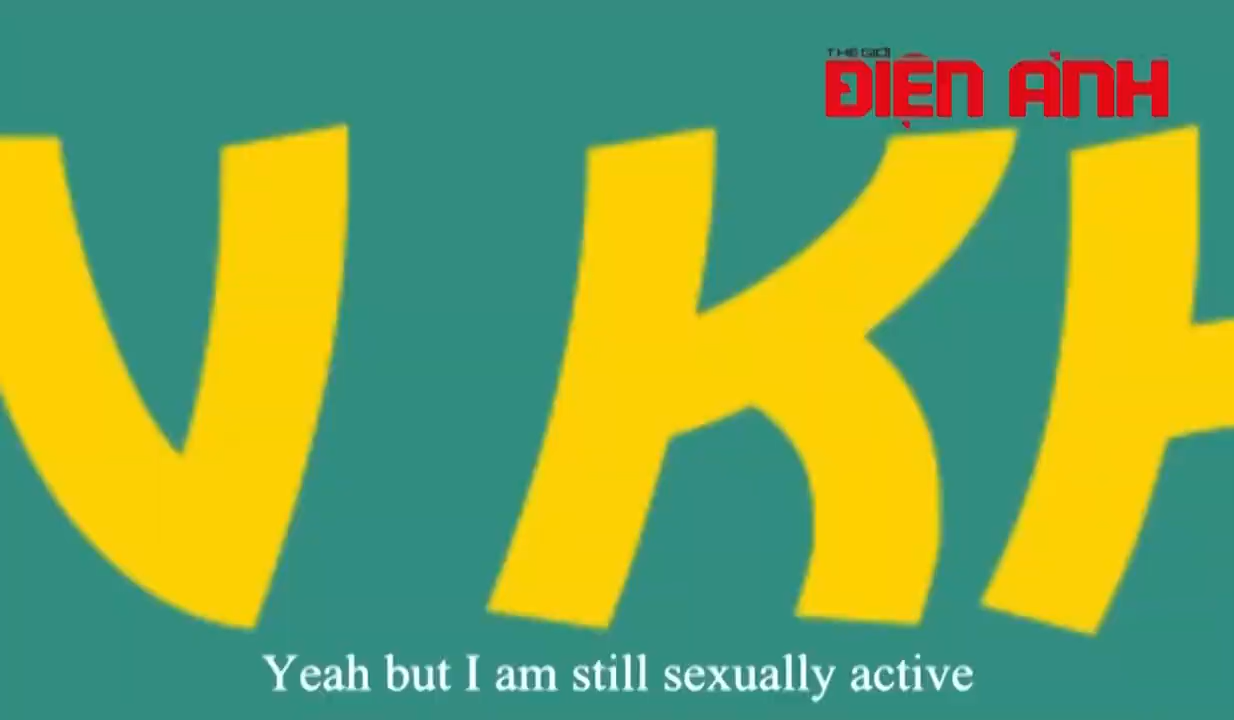 THẾ GIỚI
ĐIỆN ẢNH
V KH
Yeah but I am still sexually active